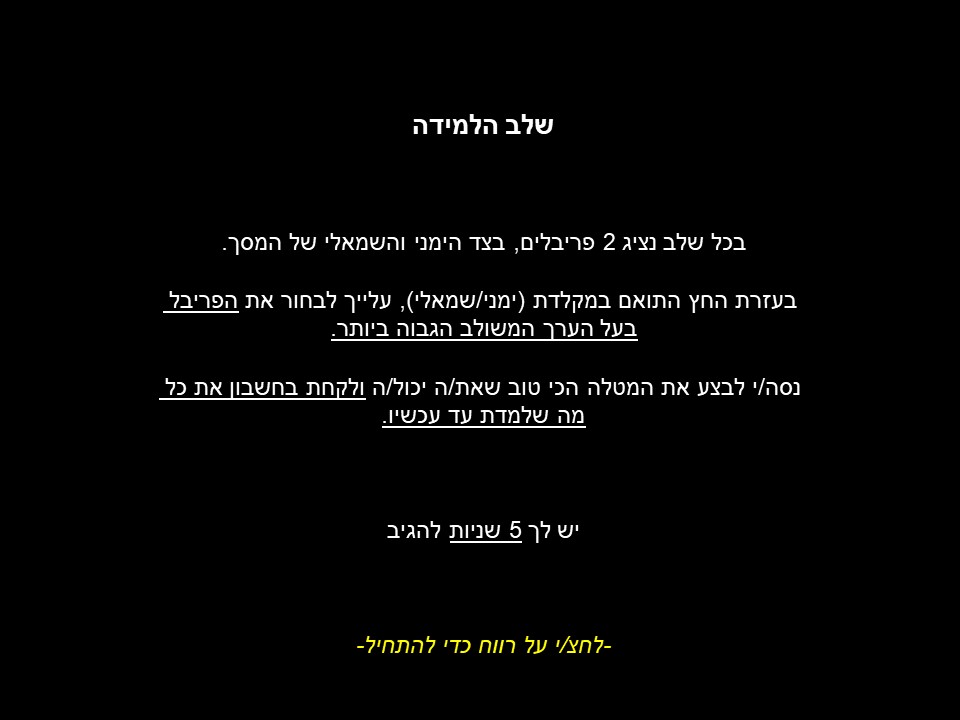 שלב הלמידה
בכל שלב נציג 2 פריבלים, בצד הימני והשמאלי של המסך.
בעזרת החץ התואם במקלדת (ימני/שמאלי), עלייך לבחור את הפריבל
בעל הערך המשולב הגבוה ביותר.
נסה/י לבצע את המטלה הכי טוב שאת/ה יכול/ה ולקחת בחשבון את כל
מה שלמדת עד עכשיו.
יש לך 5 שניות להגיב
-לחצ/י על רווח כדי להתחיל-